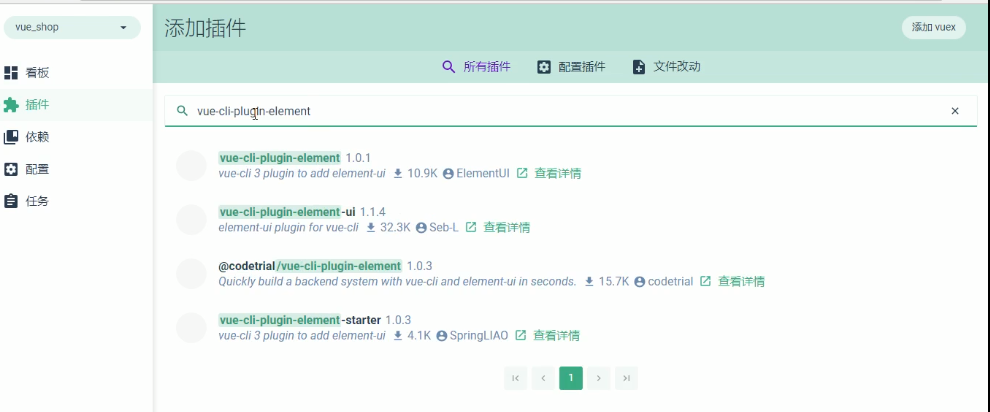 vue_shop
添加插件
添加 vuex
所有插件
配置插件
文件改动
看板
插件
依赖
配置
任务
vue-cli-plugin-element
vue-cli-plugin-element 1.0.1
vue-cli 3 plugin to add element-ui 10.9K ElementUI 查看详情
vue-cli-plugin-element-ui 1.1.4
element-ui plugin for vue-cli 32.3K Seb-L 查看详情
@codetrial/vue-cli-plugin-element 1.0.3
Quickly build a backend system with vue-cli and element-ui in seconds. 15.7K codetrial 查看详情
vue-cli-plugin-element-starter 1.0.3
vue-cli 3 plugin to add element-ui 4.1K SpringLIAO 查看详情
1